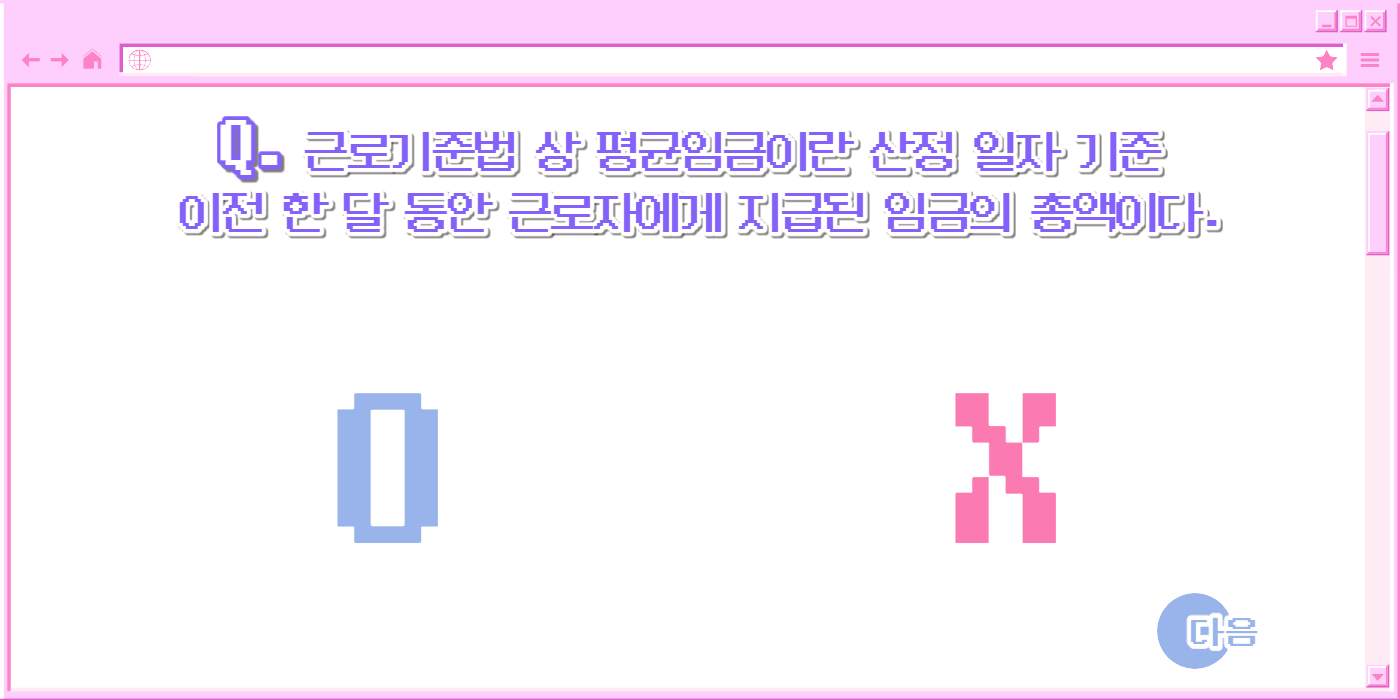 Q. 근로기준법 상 평균임금이란 산정 일자 기준
이전 한 달 동안 근로자에게 지급된 임금의 총액이다.
O X
다음